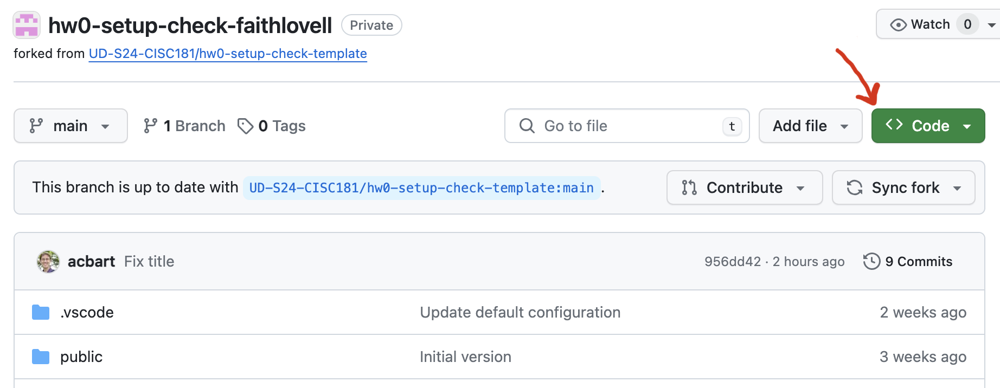 hw0-setup-check-faithlovell Private Watch 0
forked from UD-S24-CISC181/hw0-setup-check-template
main 1 Branch 0 Tags Go to file t Add file <> Code
This branch is up to date with UD-S24-CISC181/hw0-setup-check-template:main . Contribute Sync fork
acbart Fix title 956dd42 · 2 hours ago 9 Commits
.vscode Update default configuration 2 weeks ago
public Initial version 3 weeks ago